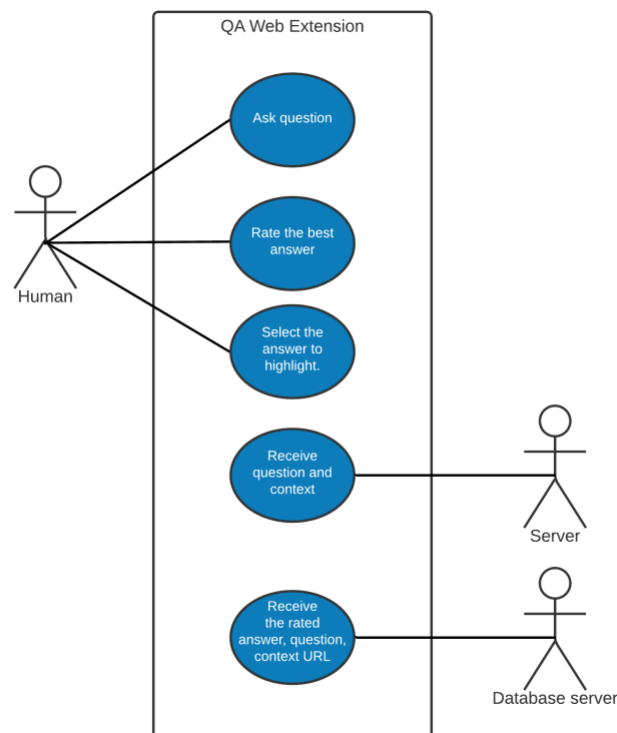 QA Web Extension
Ask question
Rate the best
answer
Human
Select the
answer to
highlight.
Receive
question and
context
Server
Receive
the rated
answer, question,
context URL
Database server